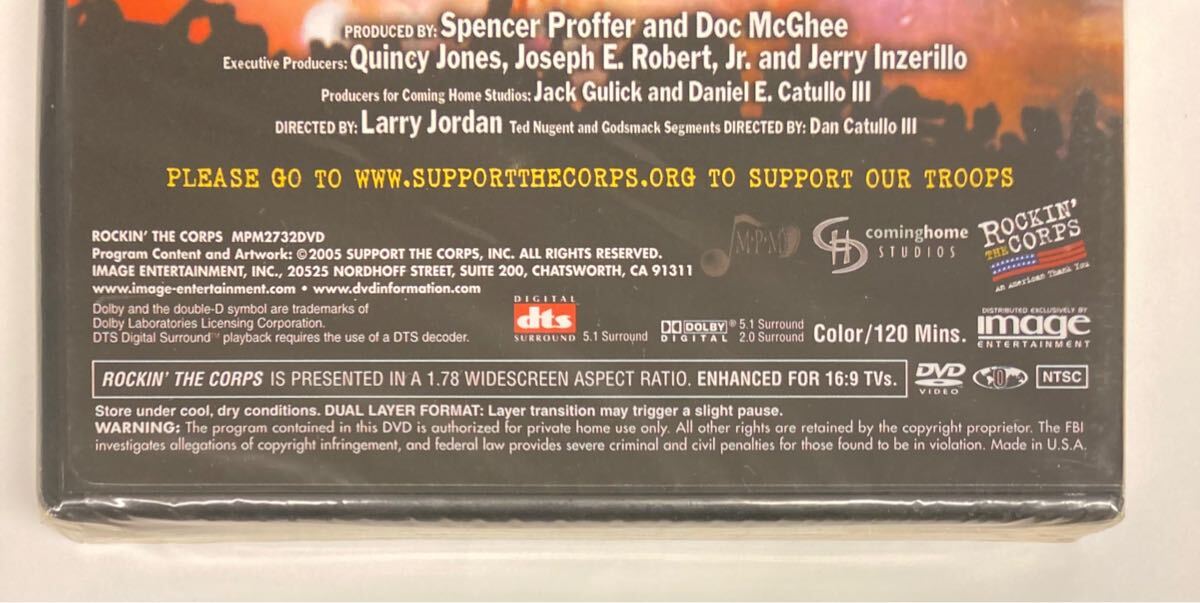 PRODUCED BY: Spencer Proffer and Doc McGhee
Executive Producers: Quincy Jones, Joseph E. Robert, Jr. and Jerry Inzerillo
Producers for Coming Home Studios: Jack Gulick and Daniel E. Catullo III
DIRECTED BY: Larry Jordan Ted Nugent and Godsmack Segments DIRECTED BY: Dan Catullo III
PLEASE GO TO WWW.SUPPORTTHECORPS.ORG TO SUPPORT OUR TROOPS
ROCKIN' THE CORPS MPM2732DVD
Program Content and Artwork: ©2005 SUPPORT THE CORPS, INC. ALL RIGHTS RESERVED.
IMAGE ENTERTAINMENT, INC., 20525 NORDHOFF STREET, SUITE 200, CHATSWORTH, CA 91311
www.image-entertainment.com • www.dvdinformation.com
Dolby and the double-D symbol are trademarks of
Dolby Laboratories Licensing Corporation.
DTS Digital Surround™ playback requires the use of a DTS decoder.
M·P·M
CH
cominghome
STUDIOS
ROCKIN'
THE CORPS
An American Thank You
DIGITAL
dts
SURROUND 5.1 Surround
DOLBY® 5.1 Surround
DIGITAL 2.0 Surround
Color/120 Mins.
DISTRIBUTED EXCLUSIVELY BY
image
ENTERTAINMENT
ROCKIN' THE CORPS IS PRESENTED IN A 1.78 WIDESCREEN ASPECT RATIO. ENHANCED FOR 16:9 TVs.
DVD
VIDEO
0
NTSC
Store under cool, dry conditions. DUAL LAYER FORMAT: Layer transition may trigger a slight pause.
WARNING: The program contained in this DVD is authorized for private home use only. All other rights are retained by the copyright proprietor. The FBI
investigates allegations of copyright infringement, and federal law provides severe criminal and civil penalties for those found to be in violation. Made in U.S.A.